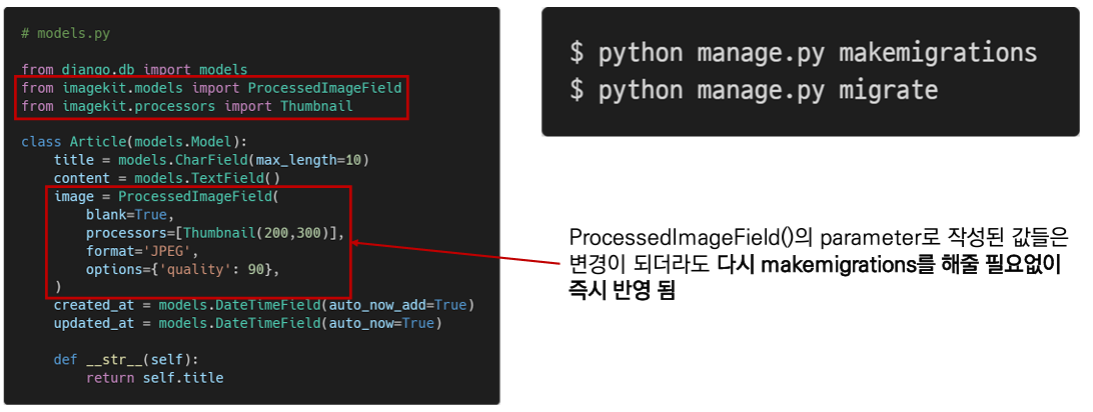 # models.py
from django.db import models
from imagekit.models import ProcessedImageField
from imagekit.processors import Thumbnail
class Article(models.Model):
    title = models.CharField(max_length=10)
    content = models.TextField()
    image = ProcessedImageField(
        blank=True,
        processors=[Thumbnail(200,300)],
        format='JPEG',
        options={'quality': 90},
    )
    created_at = models.DateTimeField(auto_now_add=True)
    updated_at = models.DateTimeField(auto_now=True)
    def __str__(self):
        return self.title
$ python manage.py makemigrations
$ python manage.py migrate
ProcessedImageField()의 parameter로 작성된 값들은
변경이 되더라도 다시 makemigrations를 해줄 필요없이
즉시 반영 됨